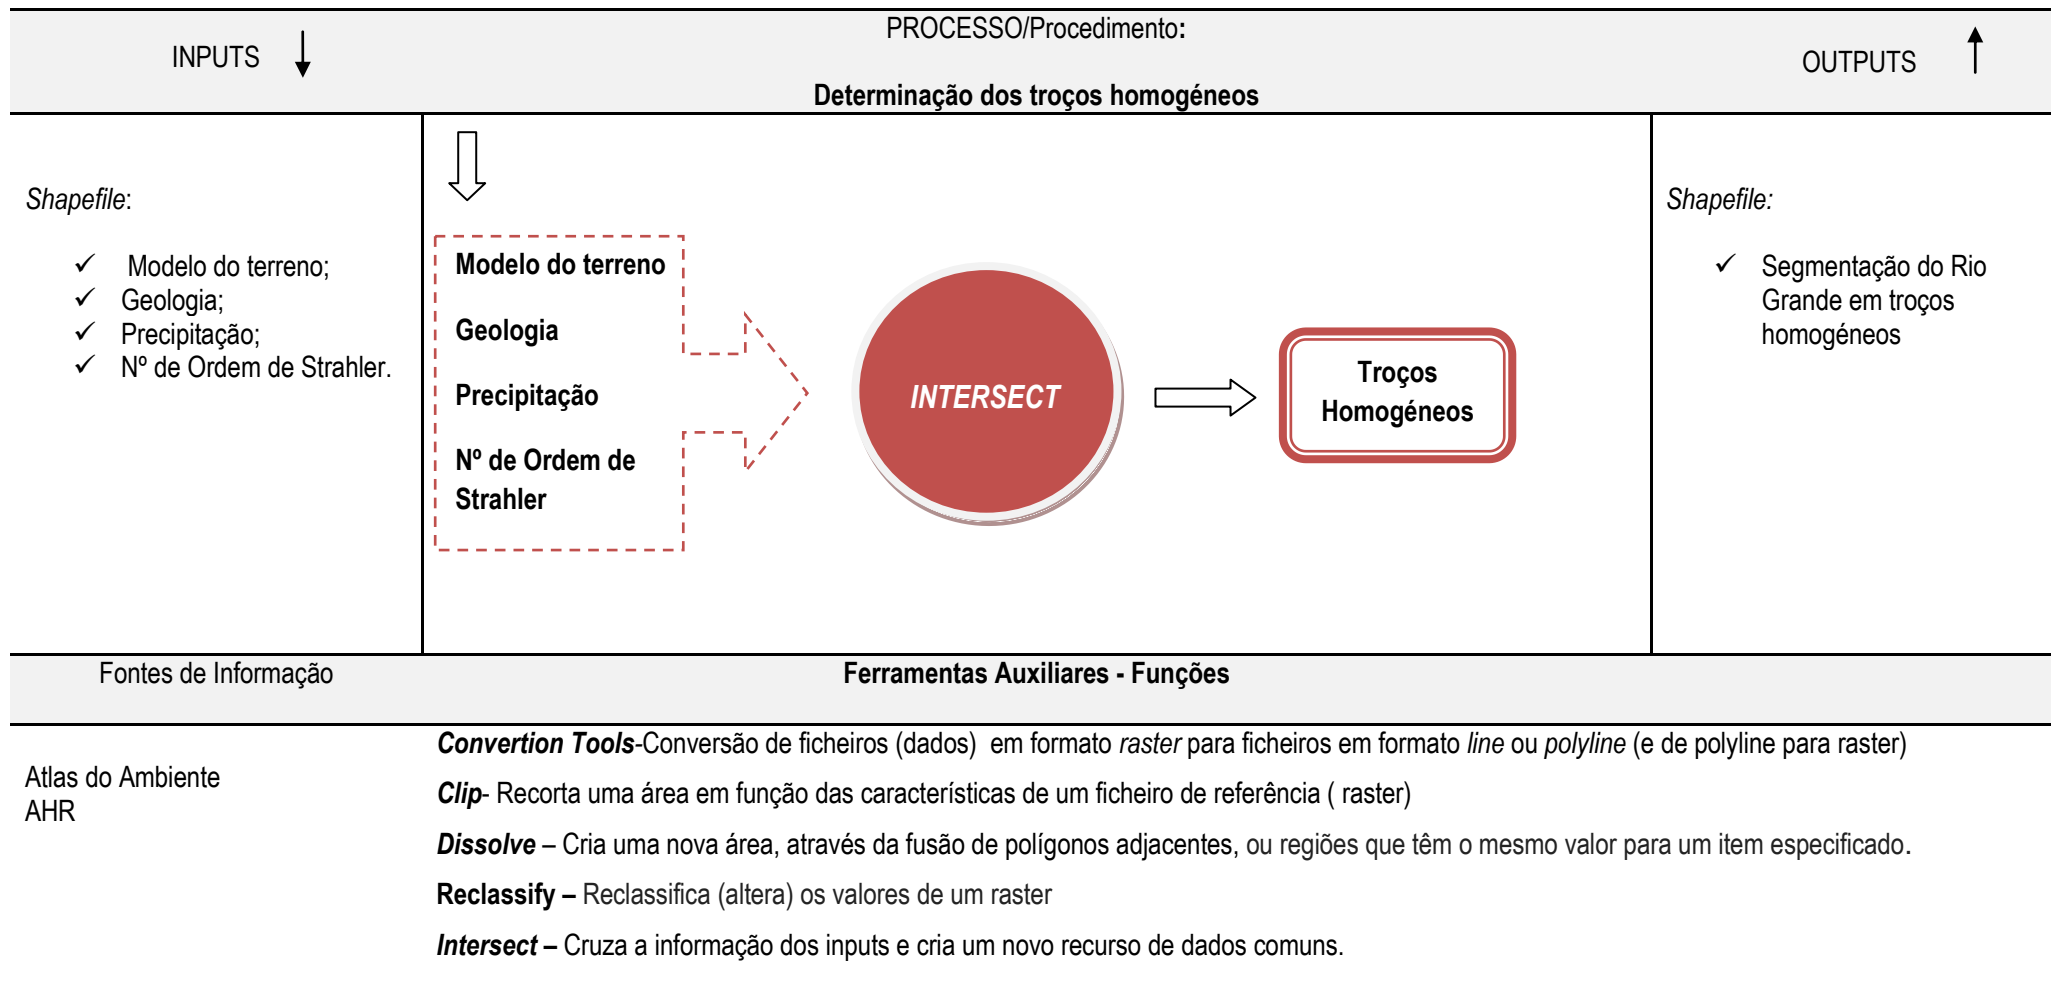 INPUTS
PROCESSO/Procedimento:
Determinação dos troços homogéneos
OUTPUTS
Shapefile:
✓ Modelo do terreno;
✓ Geologia;
✓ Precipitação;
✓ Nº de Ordem de Strahler.
Modelo do terreno
Geologia
Precipitação
Nº de Ordem de
Strahler
INTERSECT
Troços
Homogéneos
Shapefile:
✓ Segmentação do Rio
Grande em troços
homogéneos
Fontes de Informação
Ferramentas Auxiliares - Funções
Atlas do Ambiente
AHR
Convertion Tools-Conversão de ficheiros (dados) em formato raster para ficheiros em formato line ou polyline (e de polyline para raster)
Clip- Recorta uma área em função das características de um ficheiro de referência ( raster)
Dissolve – Cria uma nova área, através da fusão de polígonos adjacentes, ou regiões que têm o mesmo valor para um item especificado.
Reclassify – Reclassifica (altera) os valores de um raster
Intersect – Cruza a informação dos inputs e cria um novo recurso de dados comuns.